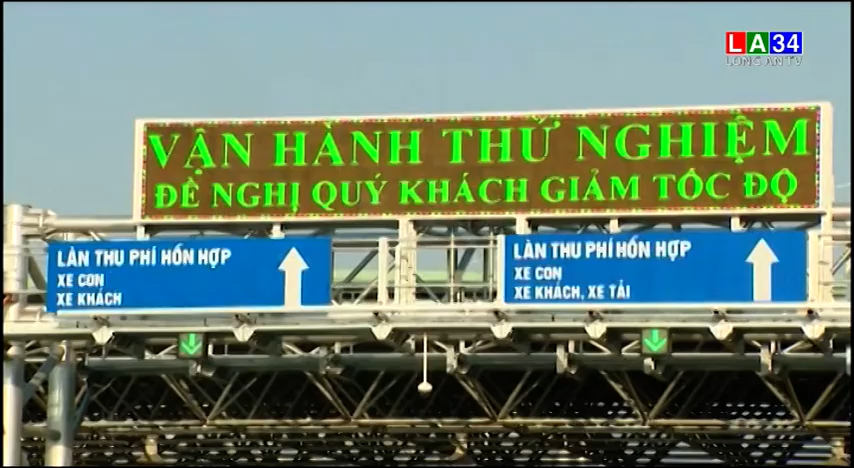 LA34
LONG AN TV
VẬN HÀNH THỬ NGHIỆM
ĐỀ NGHỊ QUÝ KHÁCH GIẢM TỐC ĐỘ
LÀN THU PHÍ HỖN HỢP
XE CON
XE KHÁCH
LÀN THU PHÍ HỖN HỢP
XE CON
XE KHÁCH, XE TẢI